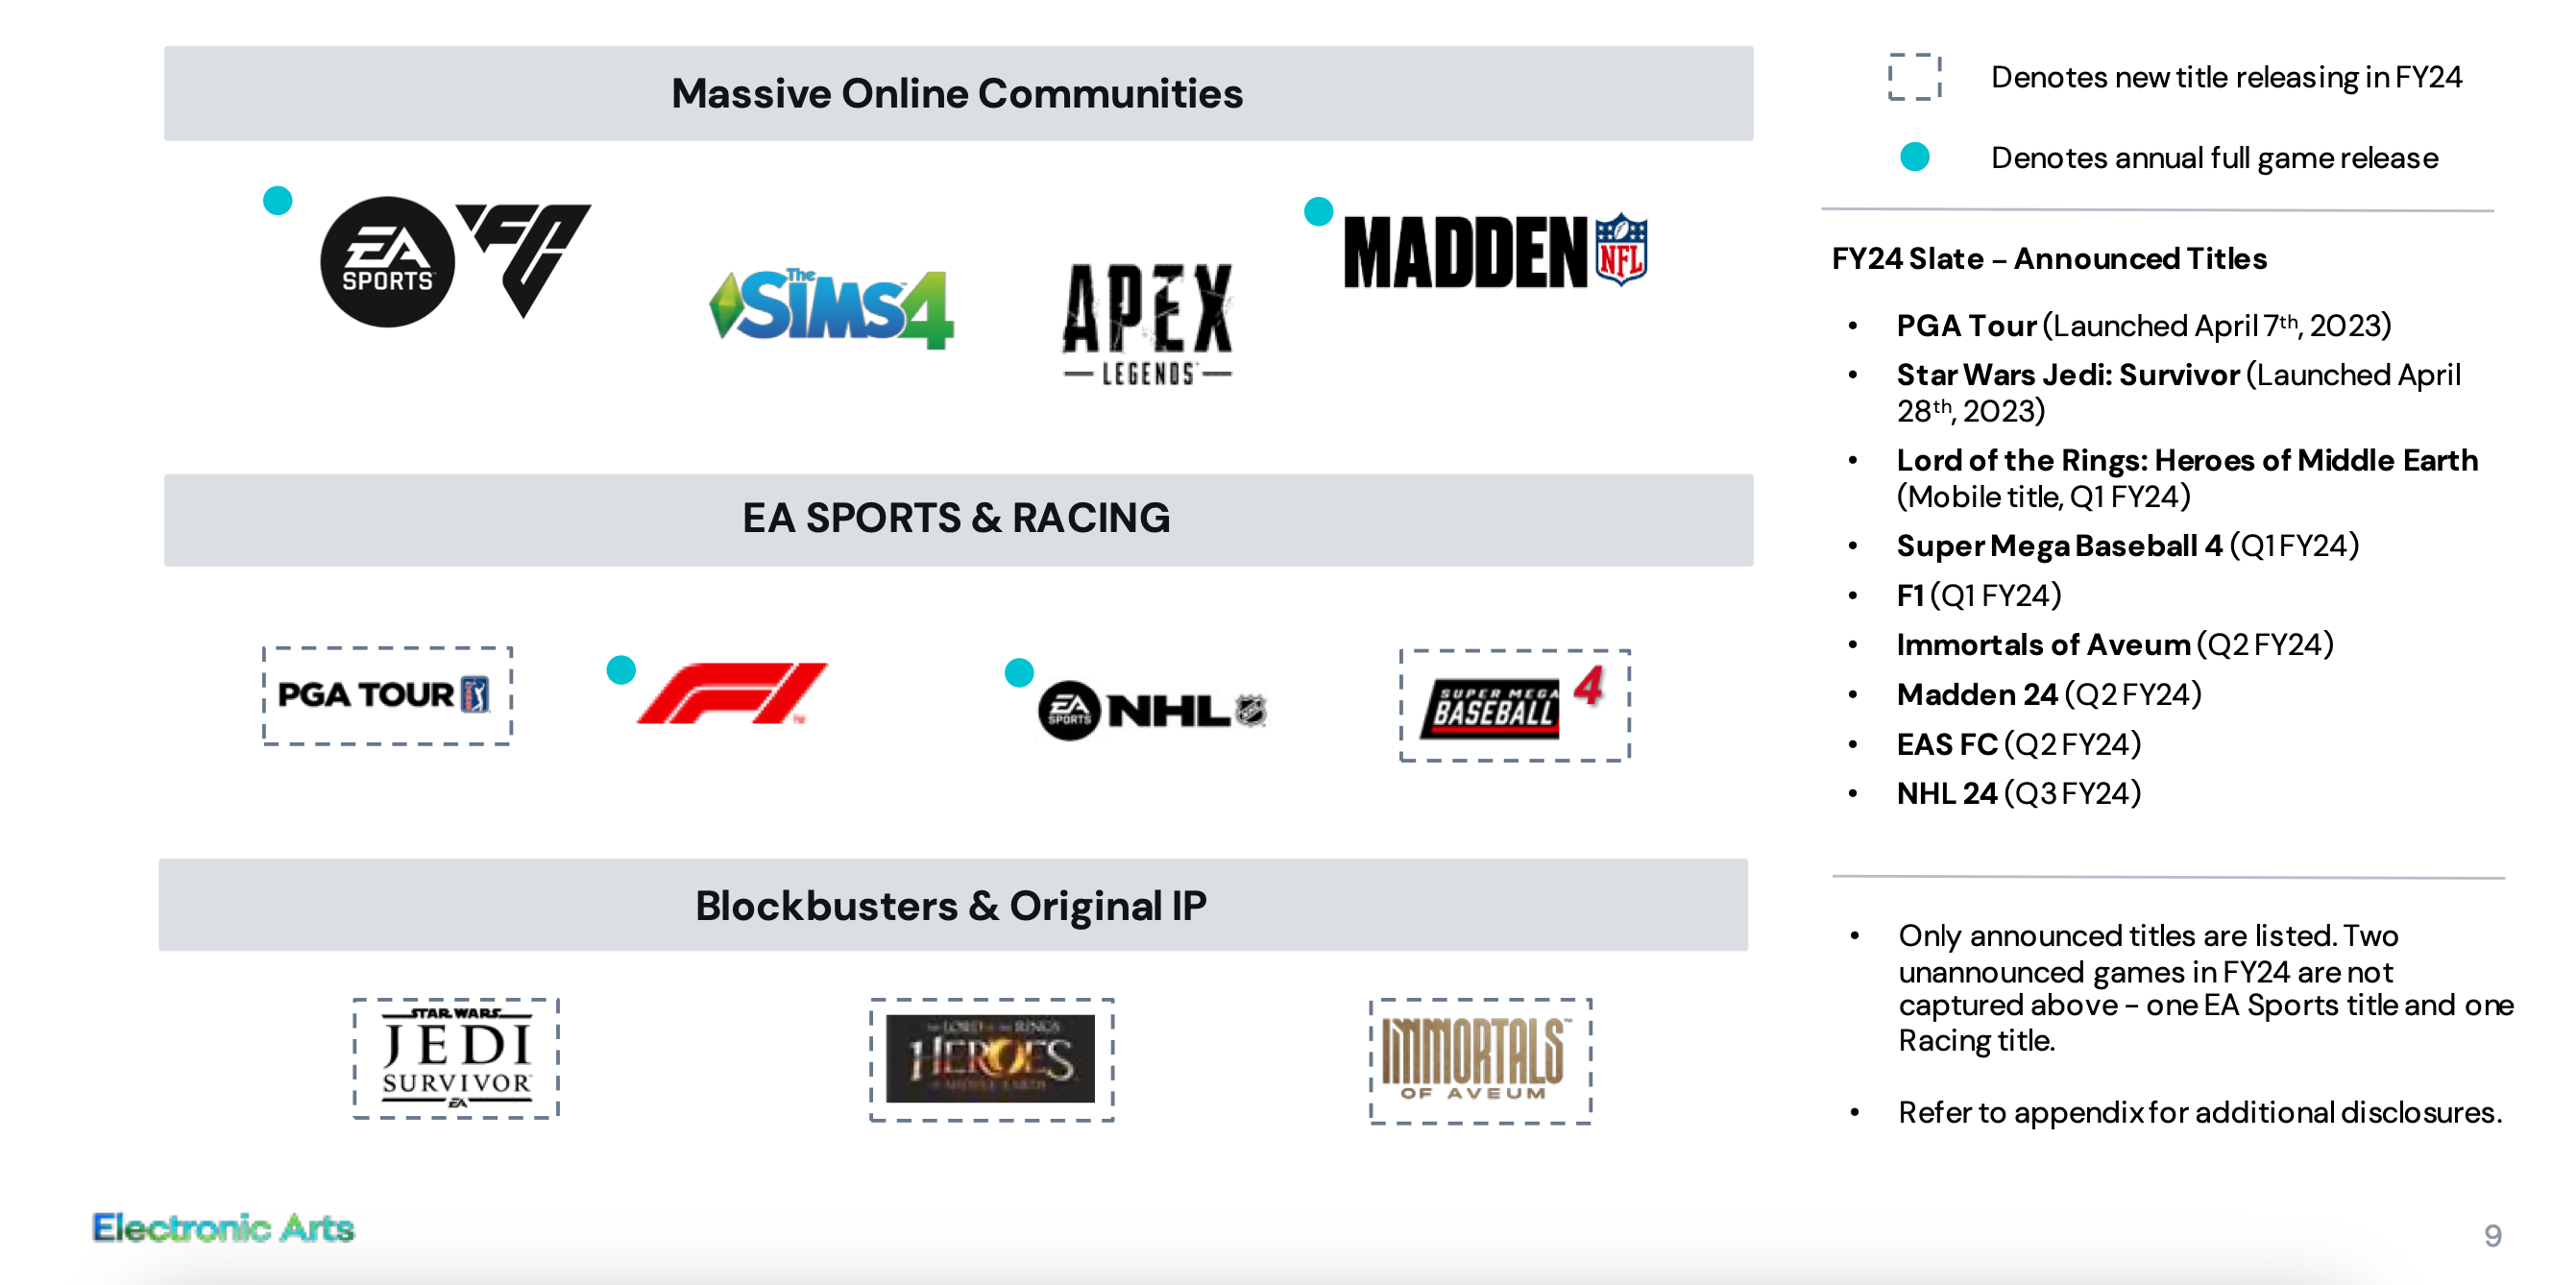 Massive Online Communities
EA
SPORTS
FC
The
SiMS4
APEX
LEGENDS
MADDEN
NFL
EA SPORTS & RACING
PGA TOUR
F1
EA
SPORTS
NHL
SUPER MEGA
BASEBALL
4
Blockbusters & Original IP
STAR WARS
JEDI
SURVIVOR
EA
THE LORD OF THE RINGS
HEROES
OF MIDDLE-EARTH
IMMORTALS™
OF AVEUM
Denotes new title releasing in FY24
Denotes annual full game release
FY24 Slate – Announced Titles
• PGA Tour (Launched April 7th, 2023)
• Star Wars Jedi: Survivor (Launched April
28th, 2023)
• Lord of the Rings: Heroes of Middle Earth
(Mobile title, Q1 FY24)
• Super Mega Baseball 4 (Q1 FY24)
• F1 (Q1 FY24)
• Immortals of Aveum (Q2 FY24)
• Madden 24 (Q2 FY24)
• EAS FC (Q2 FY24)
• NHL 24 (Q3 FY24)
• Only announced titles are listed. Two
unannounced games in FY24 are not
captured above – one EA Sports title and one
Racing title.
• Refer to appendix for additional disclosures.
Electronic Arts
9